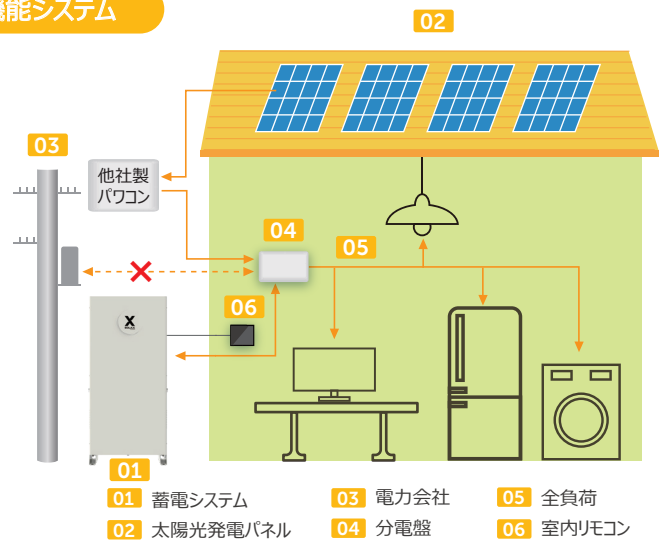 機能システム
02
03
他社製
パワコン
04
05
06
X
01
01 蓄電システム
02 太陽光発電パネル
03 電力会社
04 分電盤
05 全負荷
06 室内リモコン